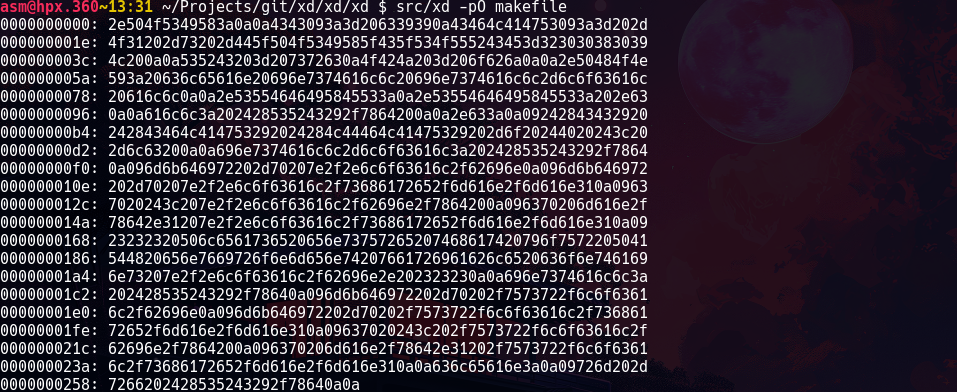 asm@hpx.360~13:31 ~/Projects/git/xd/xd/xd $ src/xd -pO makefile
0000000000: 2e504f5349583a0a0a4343093a3d206339390a43464c414753093a3d202d
000000001e: 4f31202d73202d445f504f5349585f435f534f555243453d323030383039
000000003c: 4c200a0a535243203d207372630a4f424a203d206f626a0a0a2e50484f4e
000000005a: 593a20636c65616e20696e7374616c6c20696e7374616c6c2d6c6f63616c
0000000078: 20616c6c0a0a2e53554646495845533a0a2e53554646495845533a202e63
0000000096: 0a0a616c6c3a202428535243292f7864200a0a2e633a0a09242843432920
00000000b4: 242843464c414753292024284c44464c41475329202d6f20244020243c20
00000000d2: 2d6c63200a0a696e7374616c6c2d6c6f63616c3a202428535243292f7864
00000000f0: 0a096d6b646972202d70207e2f2e6c6f63616c2f62696e0a096d6b646972
000000010e: 202d70207e2f2e6c6f63616c2f73686172652f6d616e2f6d616e310a0963
000000012c: 7020243c207e2f2e6c6f63616c2f62696e2f7864200a096370206d616e2f
000000014a: 78642e31207e2f2e6c6f63616c2f73686172652f6d616e2f6d616e310a09
0000000168: 23232320506c6561736520656e73757265207468617420796f7572205041
0000000186: 544820656e7669726f6e6d656e74207661726961626c6520636f6e746169
00000001a4: 6e73207e2f2e6c6f63616c2f62696e2e202323230a0a696e7374616c6c3a
00000001c2: 202428535243292f78640a096d6b646972202d70202f7573722f6c6f6361
00000001e0: 6c2f62696e0a096d6b646972202d70202f7573722f6c6f63616c2f736861
00000001fe: 72652f6d616e2f6d616e310a09637020243c202f7573722f6c6f63616c2f
000000021c: 62696e2f7864200a096370206d616e2f78642e31202f7573722f6c6f6361
000000023a: 6c2f73686172652f6d616e2f6d616e310a0a636c65616e3a0a09726d202d
0000000258: 7266202428535243292f78640a0a